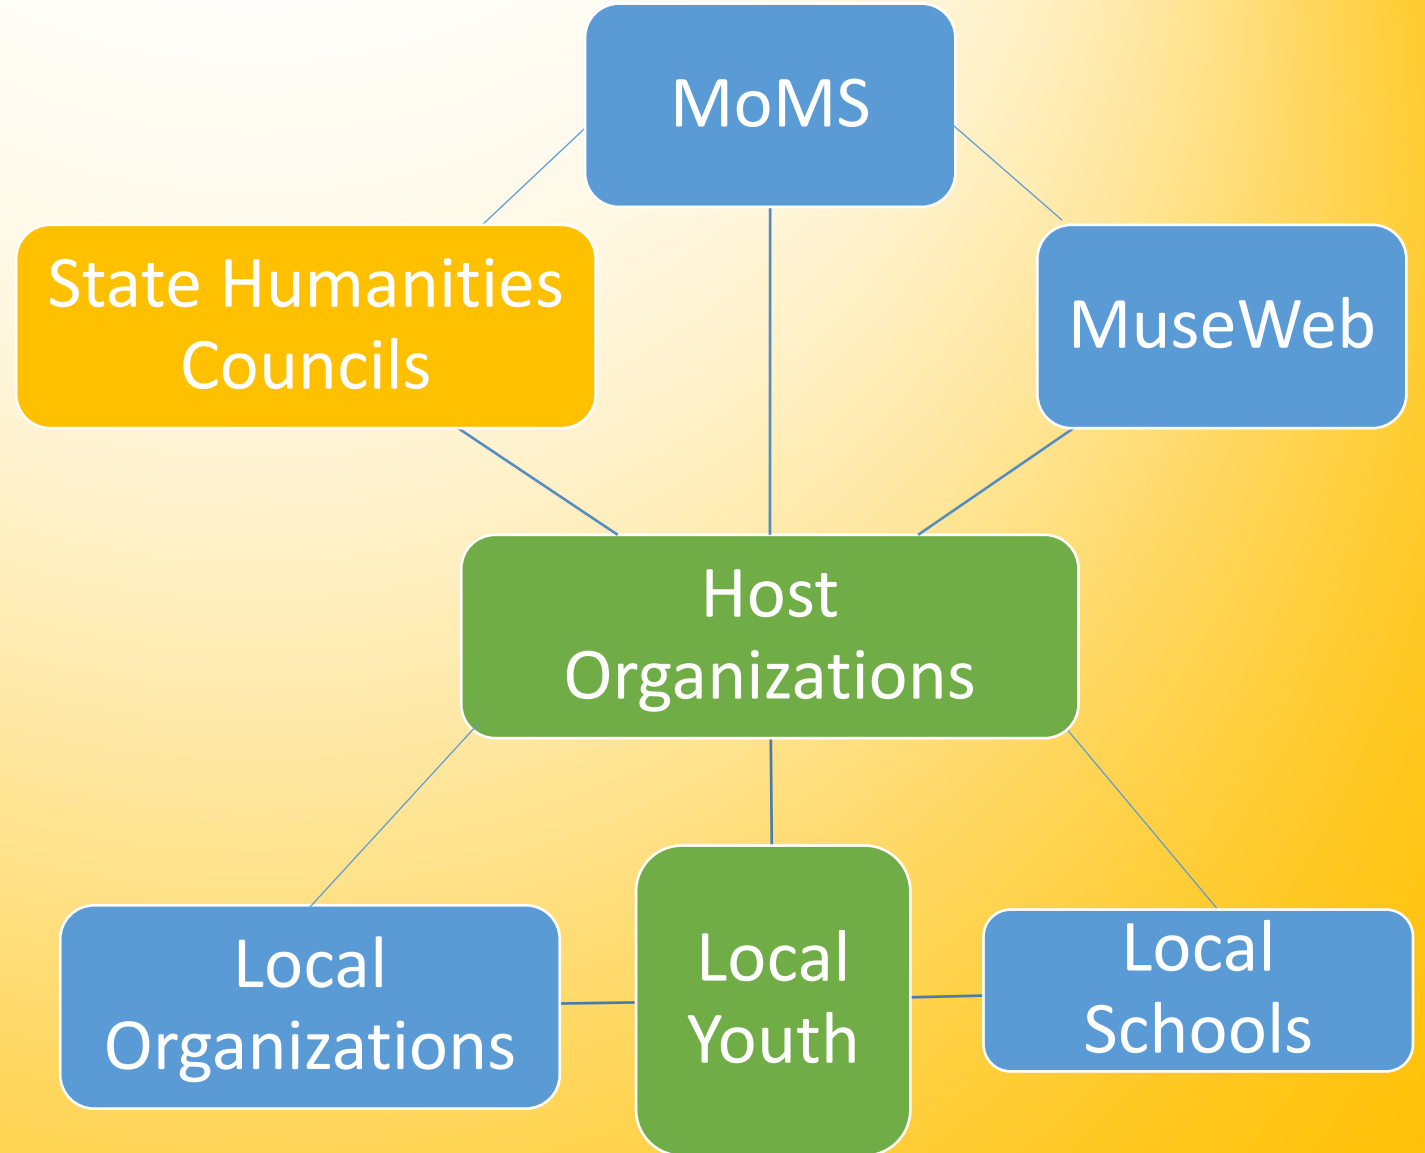 MoMS
State Humanities
Councils
MuseWeb
Host
Organizations
Local
Organizations
Local
Youth
Local
Schools